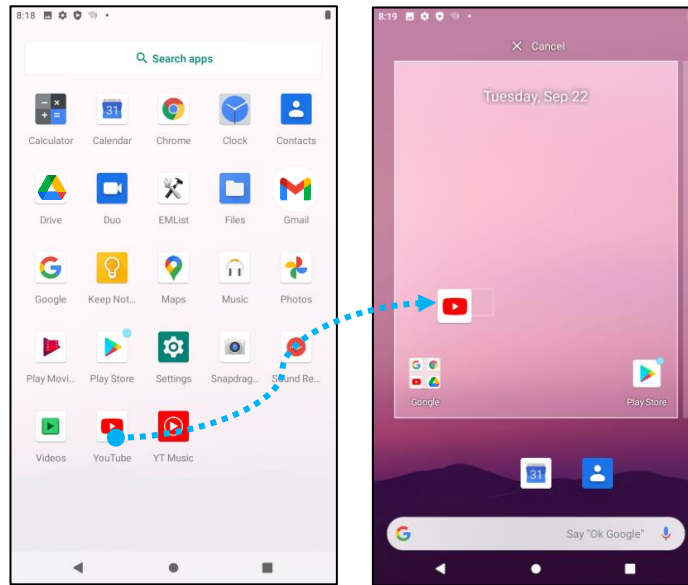 8:18
Search apps
31
Calculator Calendar Chrome Clock Contacts
Drive Duo EMList Files Gmail
Google Keep Not... Maps Music Photos
Play Movi... Play Store Settings Snapdrag... Sound Re...
Videos YouTube YT Music
8:19
Cancel
Tuesday, Sep 22
Google Play Store
31
Say "Ok Google"